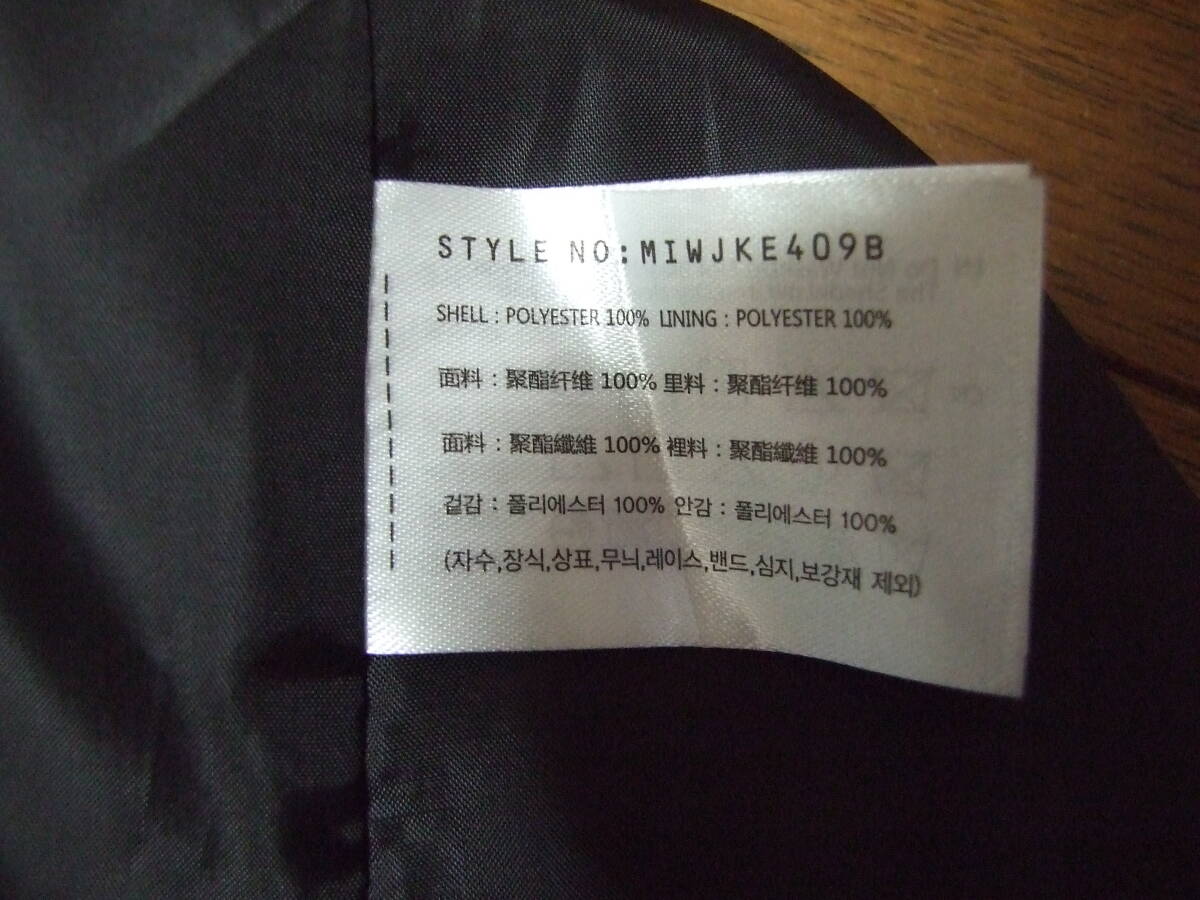 STYLE NO:MIWJKE409B
SHELL : POLYESTER 100% LINING : POLYESTER 100%
面料 : 聚酯纤维 100% 里料 : 聚酯纤维 100%
面料 : 聚酯纖維 100% 裡料 : 聚酯纖維 100%
겉감 : 폴리에스터 100% 안감 : 폴리에스터 100%
(자수,장식,상표,무늬,레이스,밴드,심지,보강재 제외)